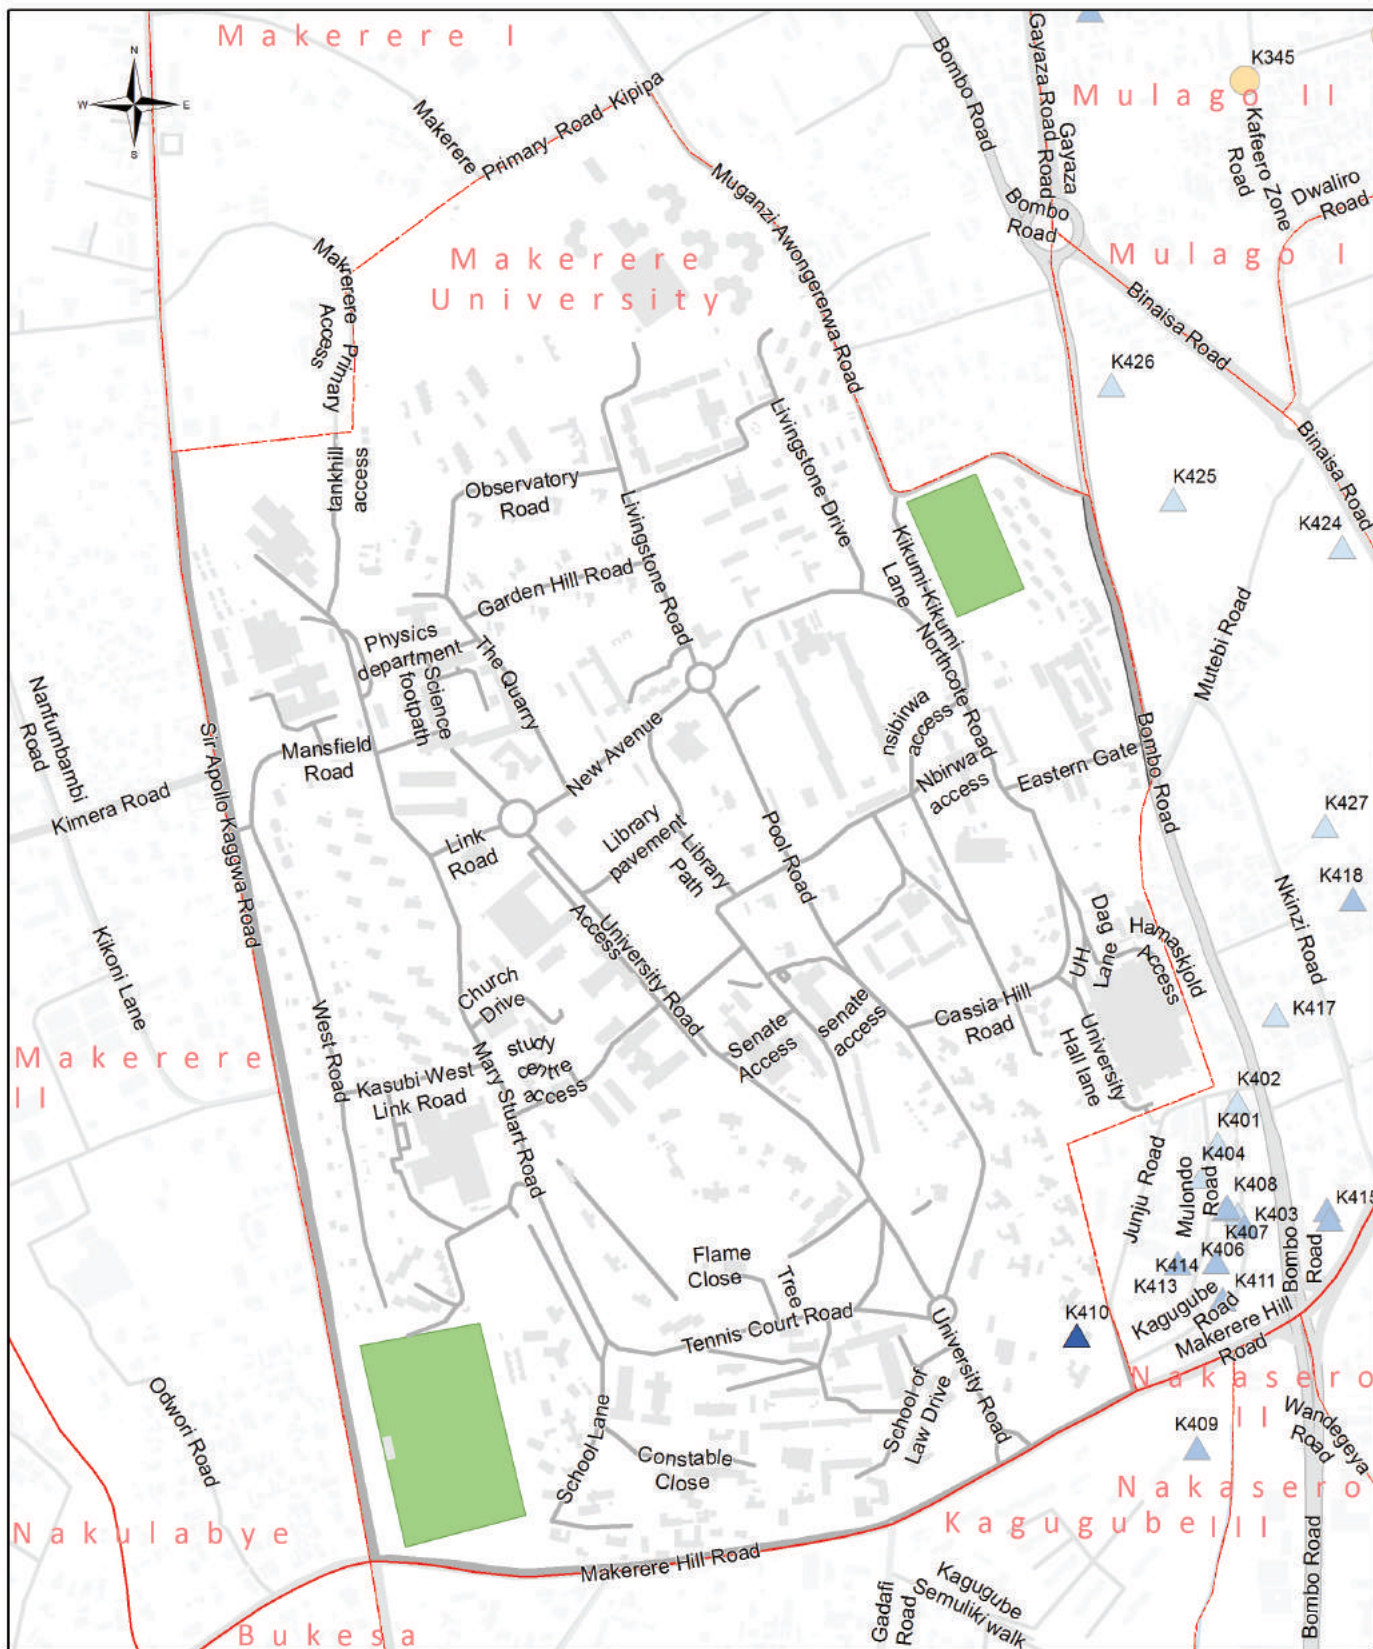 Makerere I
N
W
E
S
Makerere
Primary Road Kipipa
Bombo Road
Gayaza Road
Gayaza
Road
Bombo
Road
K345
Mulago II
Kafeero Zone
Road
Dwaliro
Road
Mulago I
Muganzi-Awongererwa Road
Makerere
University
Makerere Primary
Access
Binaisa Road
K426
Binaisa Road
K425
K424
tankhill
access
Observatory
Road
Livingstone Drive
Livingstone Road
Garden Hill Road
Kikumi-Kikumi
Lane
Northcote Road
Mutebi Road
Physics
department
footpath
Science
The Quarry
Nanfumbambi
Road
Kimera Road
Mansfield
Road
Sir-Apollo-Kaggwa-Road
New Avenue
nsibirwa
access
Nbirwa
access
Eastern Gate
Bombo Road
K427
Link
Road
Library
pavement
Library
Path
Pool Road
K418
Nkinzi Road
Kikoni Lane
Access
University Road
Dag
Hamaskjold
Access
UH
Lane
K417
Church
Drive
West Road
Makerere
II
study
centre
access
Senate
Access
senate
access
Cassia Hill
Road
University
Hall lane
Kasubi West
Link Road
Mary Stuart Road
K402
K401
K404
Junju Road
Mulondo
Road
K408
K403
K407
K415
K406
K414
K413
K411
Bombo
Road
Kagugube
Road
Makerere Hill
Road
K410
Flame
Close
Tree
Tennis Court Road
University Road
School of
Law Drive
Nakasero
II
Wandegeya
Road
K409
Odwori Road
School Lane
Constable
Close
Nakasero
III
Kagugube
Nakulabye
Makerere Hill Road
Gadafi
Road
Kagugube
Semuliki walk
Bombo Road
Bukesa